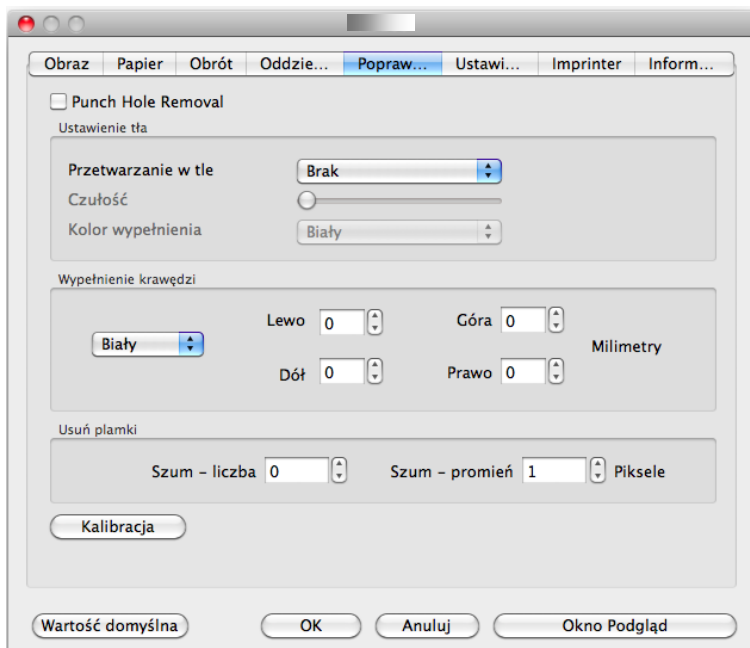 Obraz Papier Obrót Oddzie... Popraw... Ustawi... Imprinter Inform...
Punch Hole Removal
Ustawienie tła
Przetwarzanie w tle Brak
Czułość
Kolor wypełnienia Biały
Wypełnienie krawędzi
Lewo 0 Góra 0
Biały Milimetry
Dół 0 Prawo 0
Usuń plamki
Szum – liczba 0 Szum – promień 1 Piksele
Kalibracja
Wartość domyślna OK Anuluj Okno Podgląd